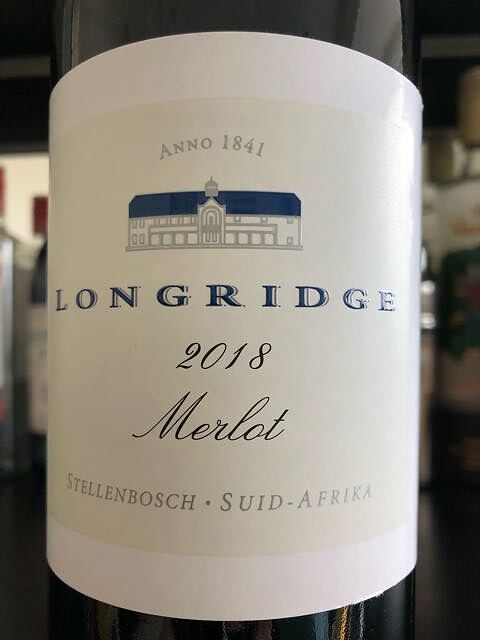 ANNO 1841
LONGRIDGE
2018
Merlot
STELLENBOSCH · SUID-AFRIKA